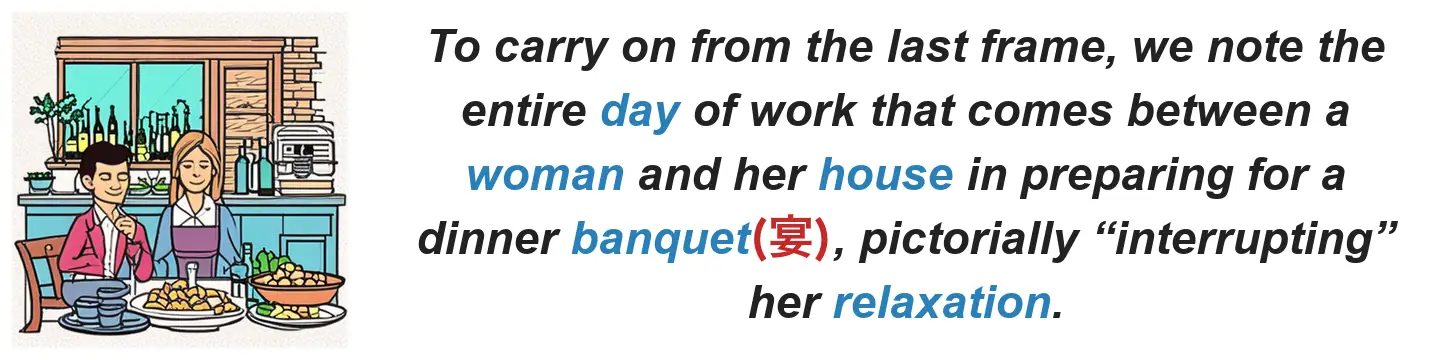 To carry on from the last frame, we note the
entire day of work that comes between a
woman and her house in preparing for a
dinner banquet(宴), pictorially “interrupting”
her relaxation.